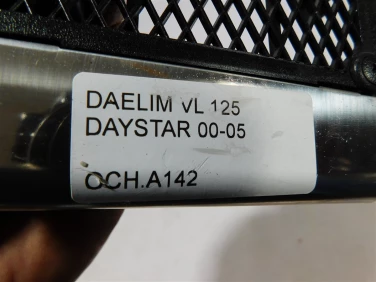 DAELIM VL 125
DAYSTAR 00-05
OCH.A142